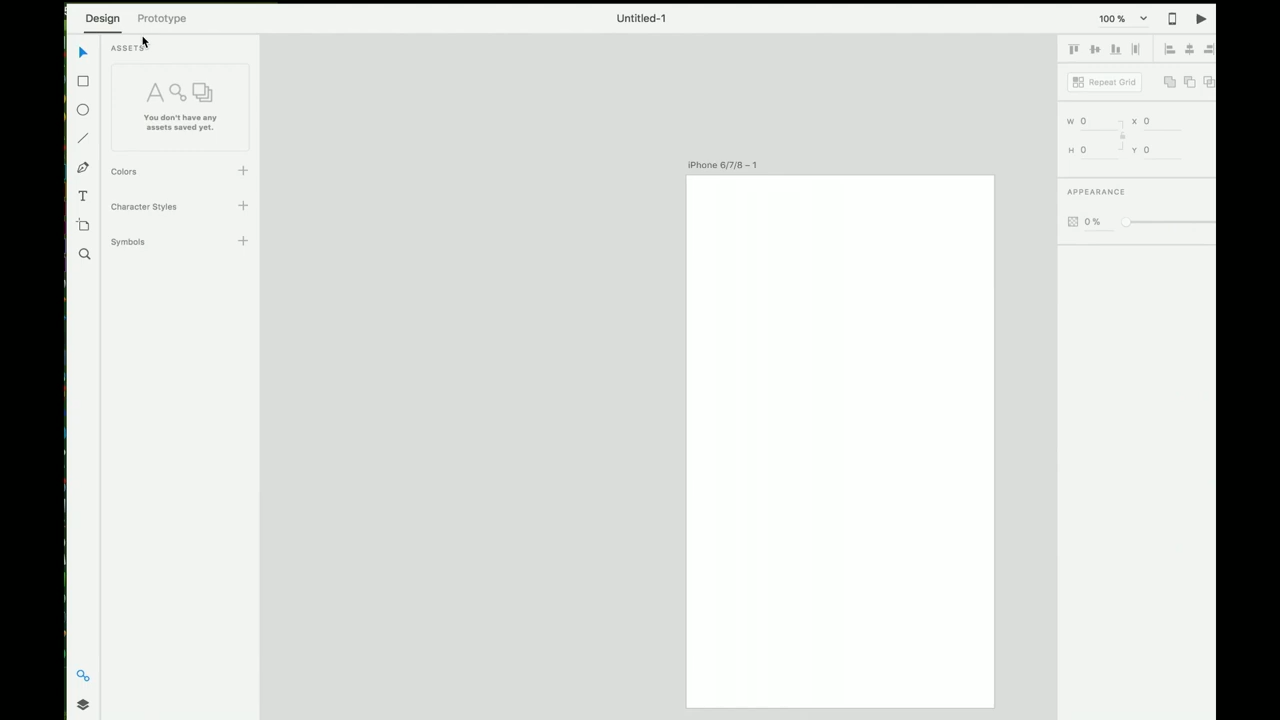 Design Prototype Untitled-1 100 %
ASSETS
You don't have any
assets saved yet.
Colors
Character Styles
Symbols
iPhone 6/7/8 – 1
Repeat Grid
W 0 X 0
H 0 Y 0
APPEARANCE
0 %